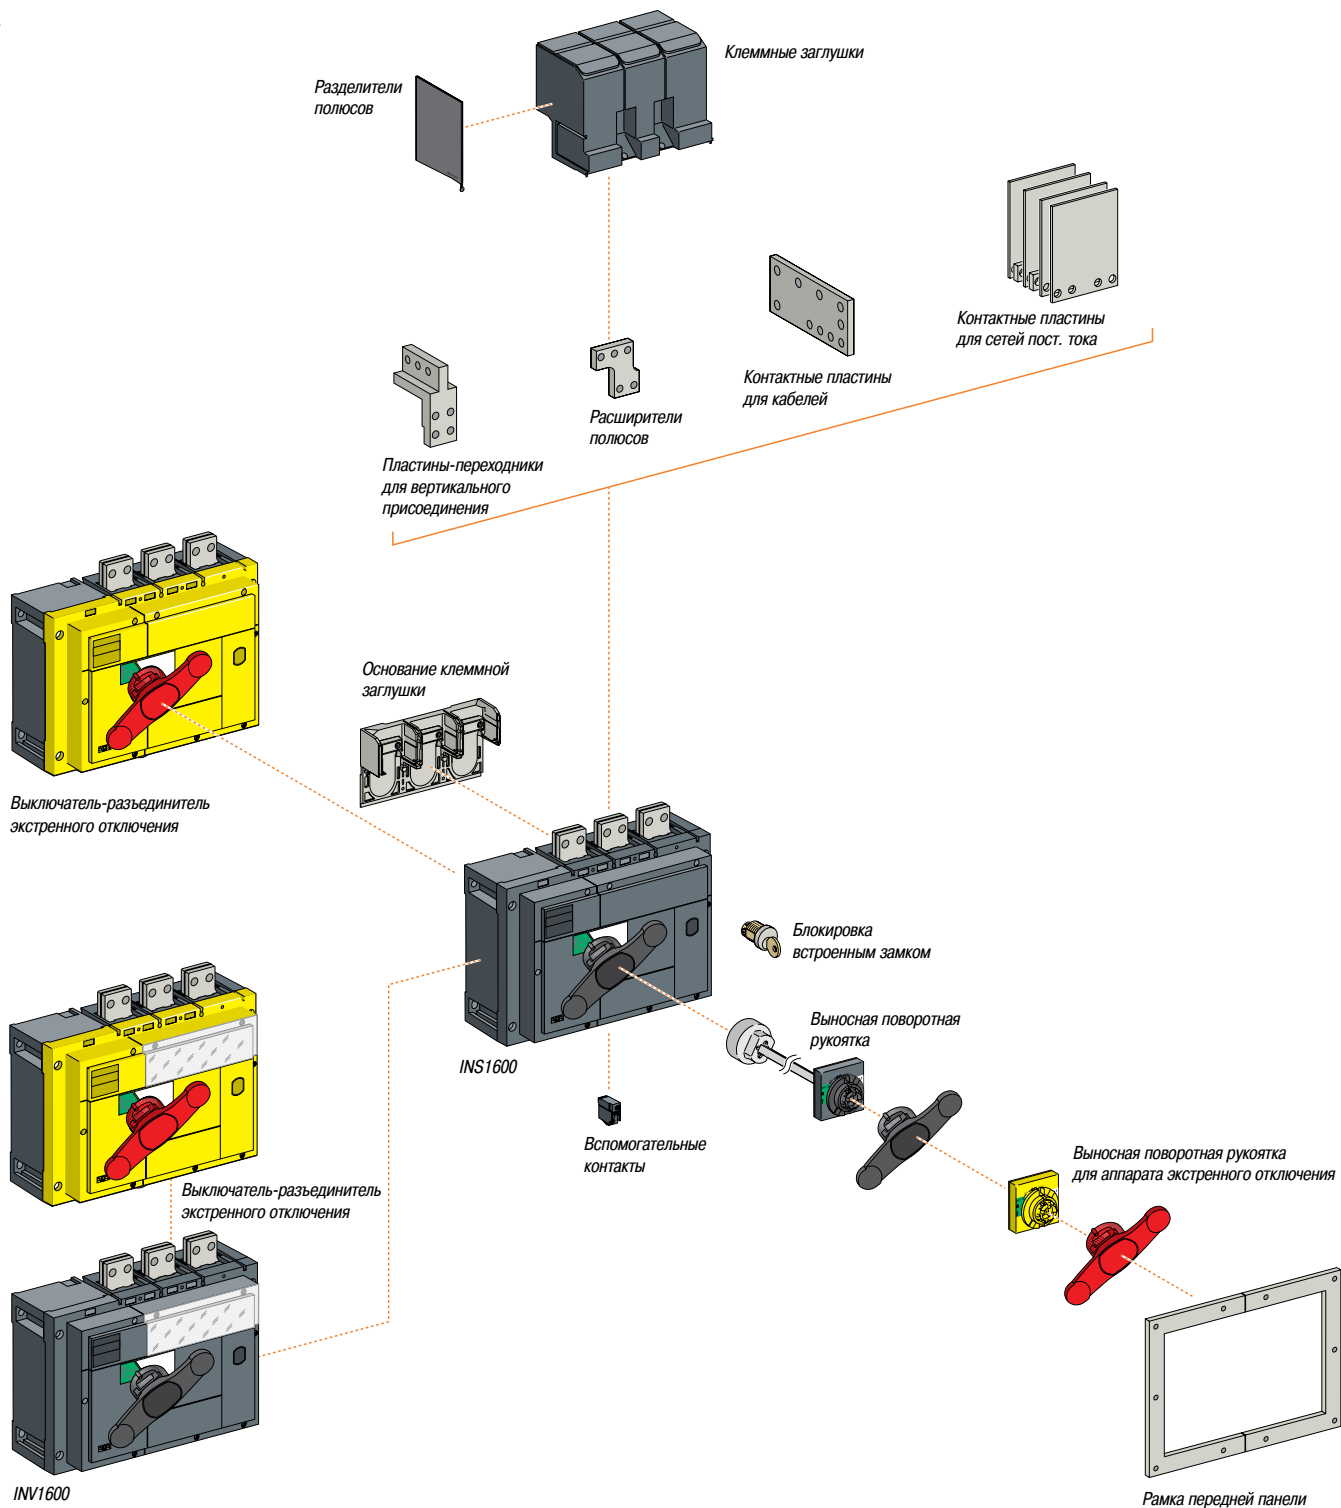 Клеммные заглушки
Разделители
полюсов
Контактные пластины
для сетей пост. тока
Контактные пластины
для кабелей
Расширители
полюсов
Пластины-переходники
для вертикального
присоединения
Основание клеммной
заглушки
Выключатель-разъединитель
экстренного отключения
Блокировка
встроенным замком
Выносная поворотная
рукоятка
INS1600
Вспомогательные
контакты
Выносная поворотная рукоятка
для аппарата экстренного отключения
Выключатель-разъединитель
экстренного отключения
INV1600
Рамка передней панели